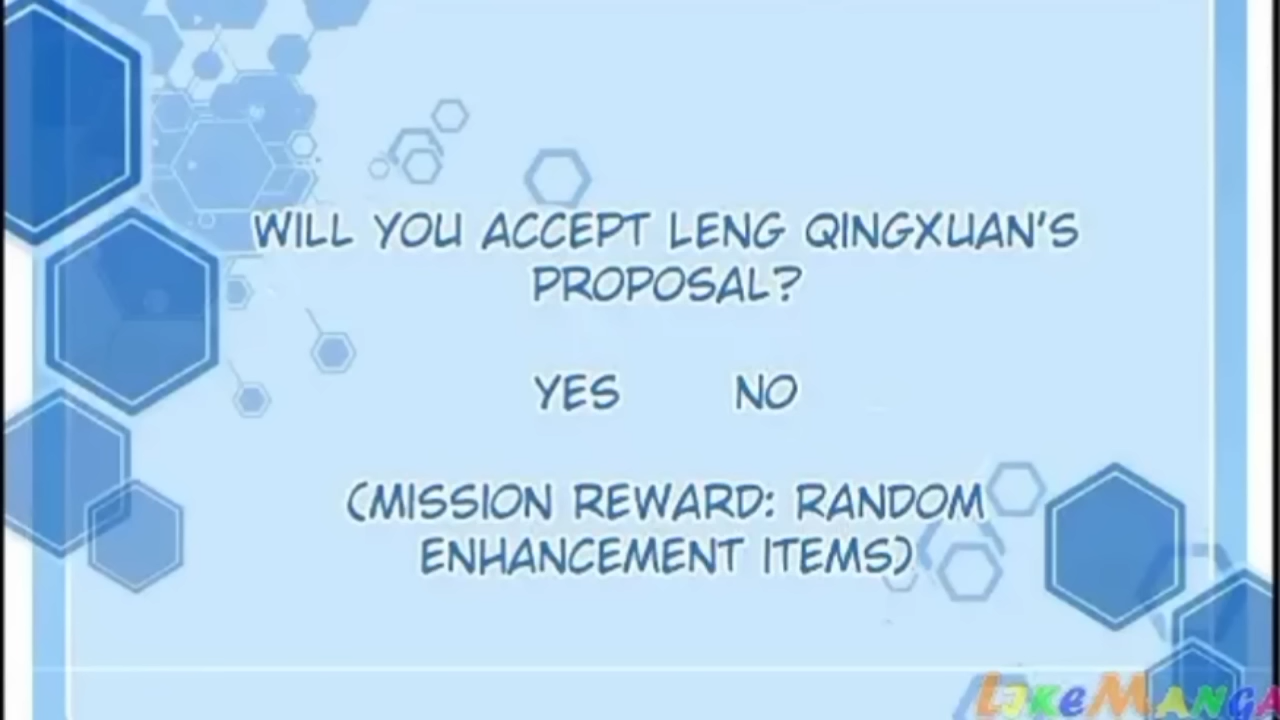 WILL YOU ACCEPT LENG QINGXUAN'S
PROPOSAL?
YES NO
(MISSION REWARD: RANDOM
ENHANCEMENT ITEMS)
LIKEMANGA